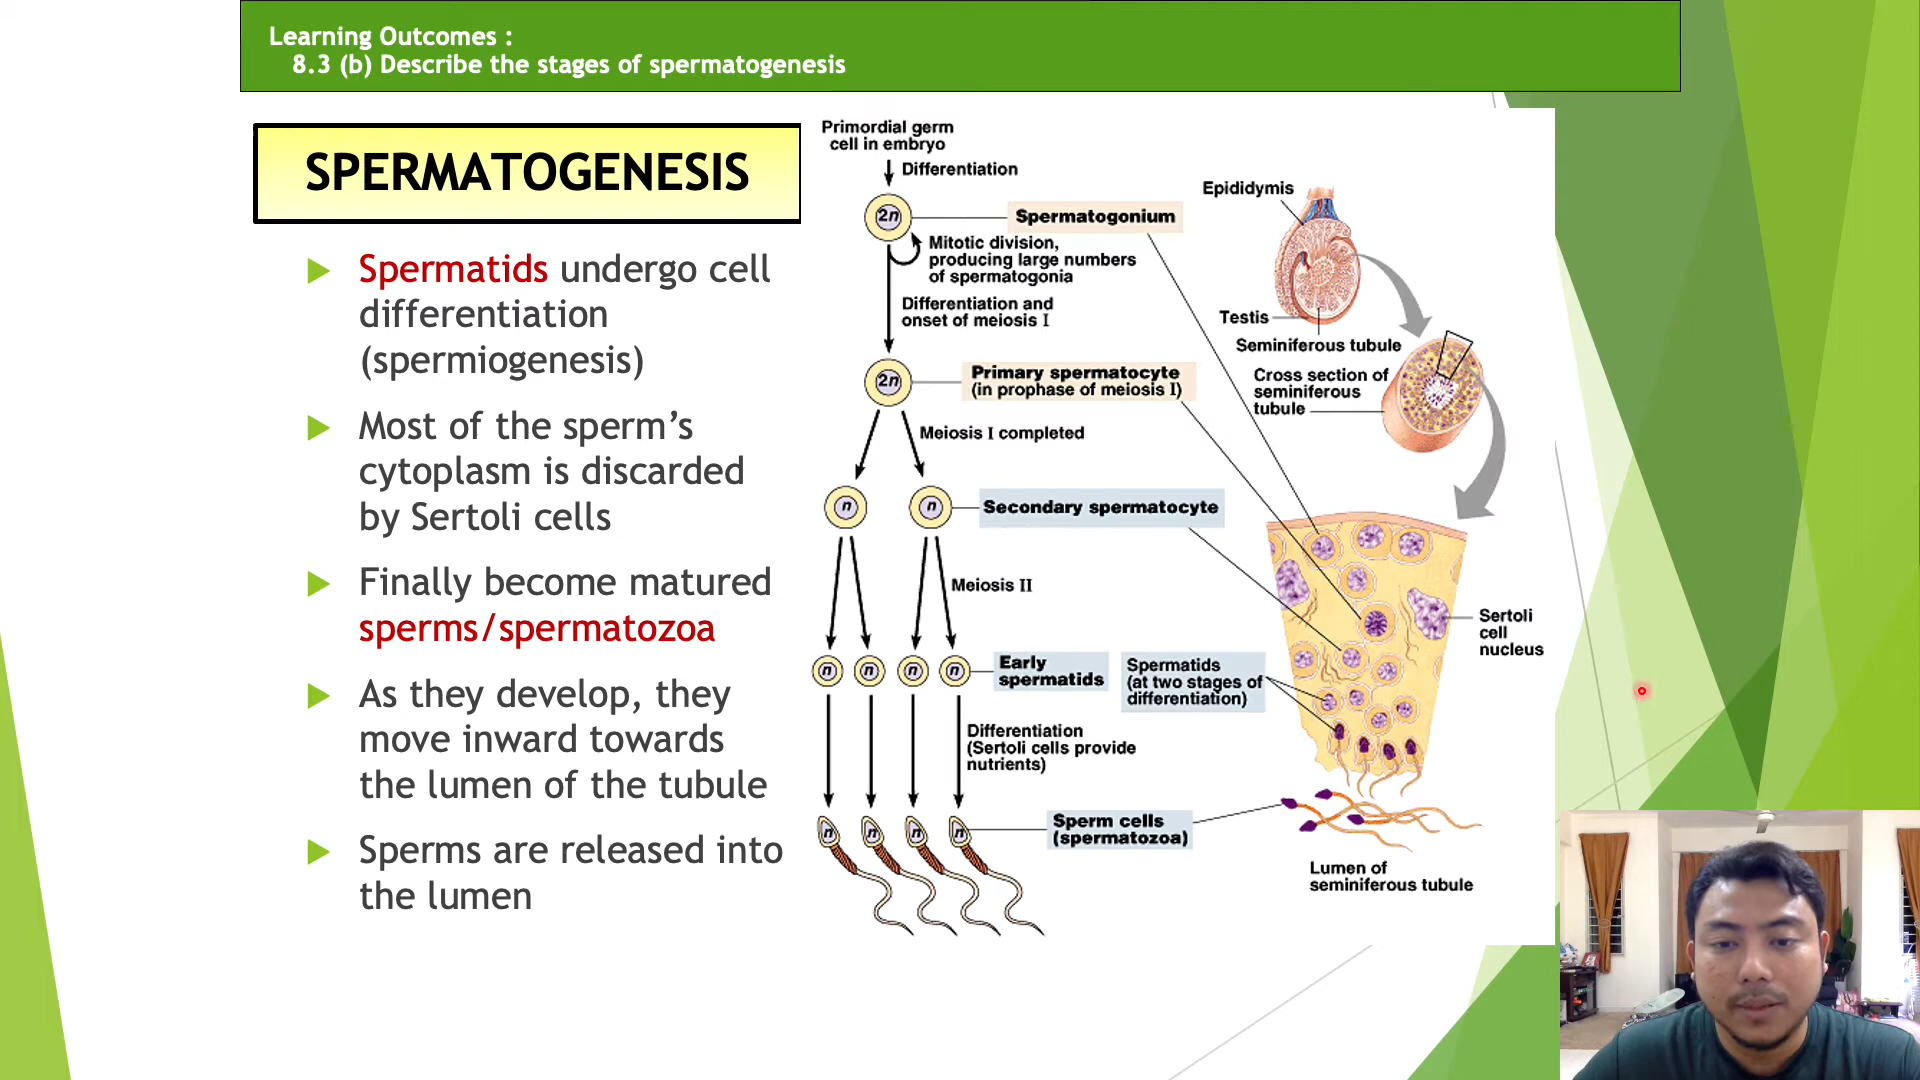 Learning Outcomes :
8.3 (b) Describe the stages of spermatogenesis
SPERMATOGENESIS
Spermatids undergo cell
differentiation
(spermiogenesis)
Most of the sperm’s
cytoplasm is discarded
by Sertoli cells
Finally become matured
sperms/spermatozoa
As they develop, they
move inward towards
the lumen of the tubule
Sperms are released into
the lumen
Primordial germ
cell in embryo
Differentiation
2n
Spermatogonium
Mitotic division,
producing large numbers
of spermatogonia
Differentiation and
onset of meiosis I
2n
Primary spermatocyte
(in prophase of meiosis I)
Meiosis I completed
n
n
Secondary spermatocyte
Meiosis II
n
n
n
n
Early
spermatids
Spermatids
(at two stages of
differentiation)
Differentiation
(Sertoli cells provide
nutrients)
n
n
n
n
Sperm cells
(spermatozoa)
Epididymis
Testis
Seminiferous tubule
Cross section of
seminiferous
tubule
Sertoli
cell
nucleus
Lumen of
seminiferous tubule